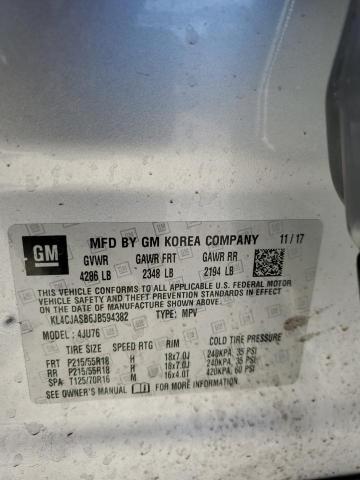 GM
MFD BY GM KOREA COMPANY 11/17
GVWR GAWR FRT GAWR RR
4286 LB 2348 LB 2194 LB
THIS VEHICLE CONFORMS TO ALL APPLICABLE U.S. FEDERAL MOTOR
VEHICLE SAFETY AND THEFT PREVENTION STANDARDS IN EFFECT
ON THE DATE OF MANUFACTURE SHOWN ABOVE.
KL4CJASB6JB594382 TYPE: MPV
MODEL: 4JU76
TIRE SIZE SPEED RTG RIM COLD TIRE PRESSURE
FRT P215/55R18 H 18x7.0J 240KPA, 35 PSI
RR P215/55R18 H 18x7.0J 240KPA, 35 PSI
SPA T125/70R16 M 16x4.0T 420KPA, 60 PSI
SEE OWNER'S MANUAL FOR MORE INFORMATION.